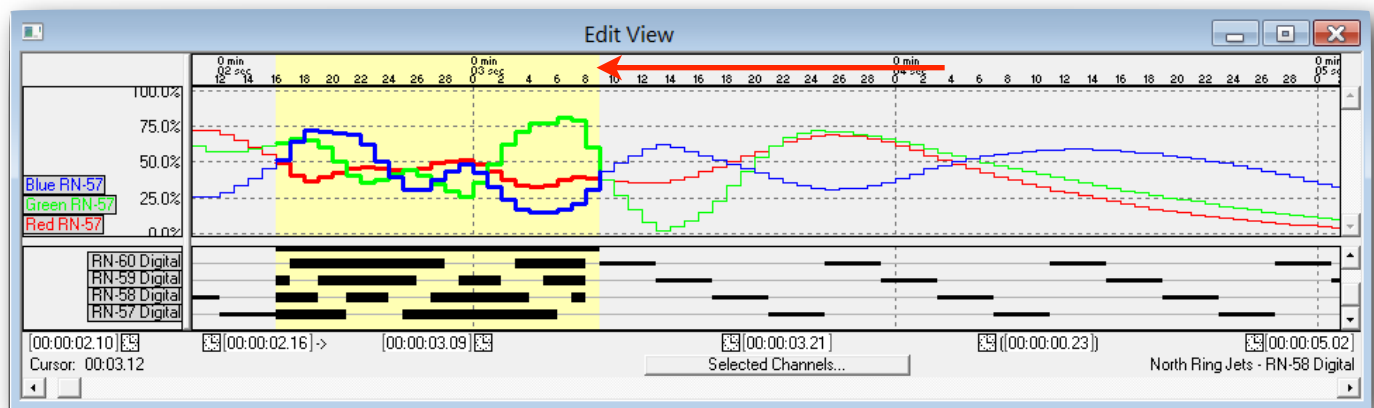 Edit View
0 min 0 min 0 min 0 min
02 sec 03 sec 04 sec 05 s
12 14 16 18 20 22 24 26 28 0 2 4 6 8 10 12 14 16 18 20 22 24 26 28 0 2 4 6 8 10 12 14 16 18 20 22 24 26 28 0
100.0%
75.0%
50.0%
Blue RN-57
25.0%
Green RN-57
Red RN-57
0.0%
RN-60 Digital
RN-59 Digital
RN-58 Digital
RN-57 Digital
[00:00:02.10] [00:00:02.16] -> [00:00:03.09] [00:00:03.21] ([00:00:00.23]) [00:00:05.02]
Cursor: 00:03.12 Selected Channels... North Ring Jets - RN-58 Digital